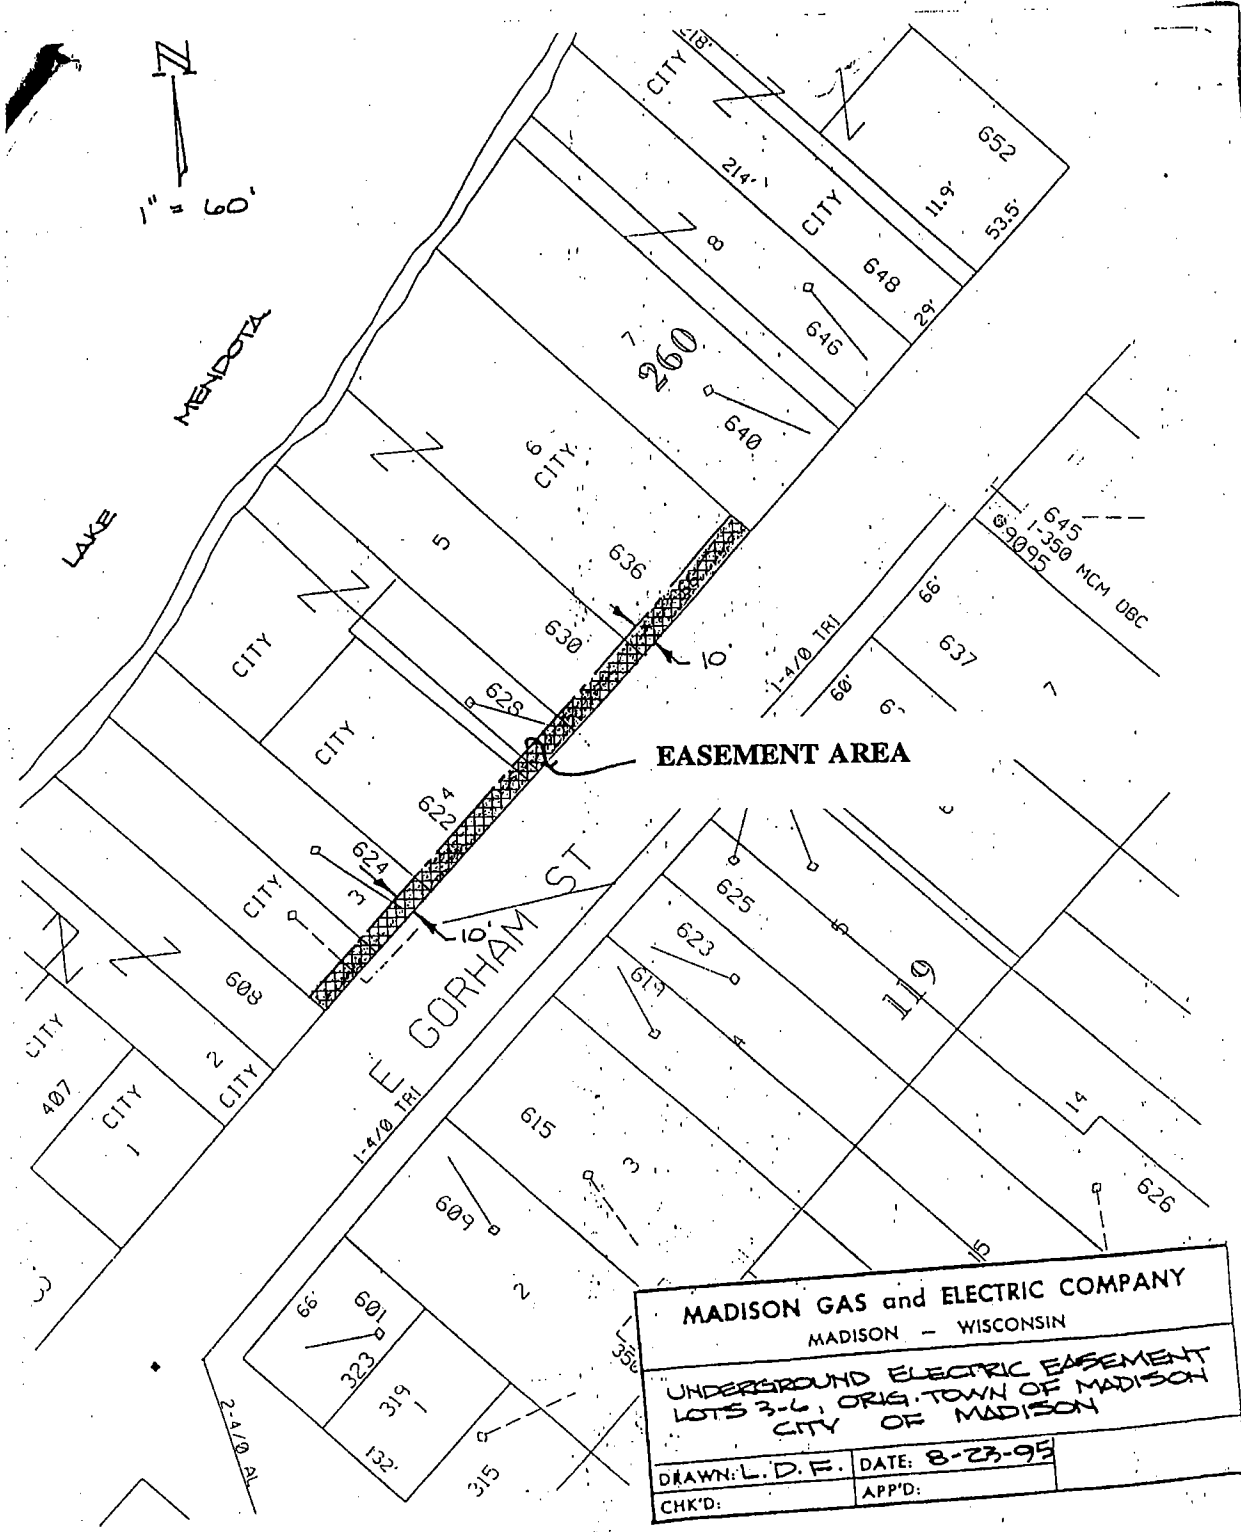 N
1" = 60'
LAKE MENDOTA
218'
CITY
652
11.9'
53.5'
214'
CITY
8
648
29'
646
7
260
640
6
CITY
5
636
630
10'
645
1-350 MCM DBC
@9095
66'
637
7
1-4/0 TRI
60'
CITY
628
CITY
4
622
EASEMENT AREA
624
3
CITY
10'
E GORHAM ST
608
CITY
2
CITY
407
CITY
1
625
5
623
619
119
4
1-4/0 TRI
14
615
3
626
609
2
15
66'
601
323
319
1
132'
315
2-4/0 AL
350
MADISON GAS and ELECTRIC COMPANY
MADISON — WISCONSIN
UNDERGROUND ELECTRIC EASEMENT
LOTS 3-6, ORIG. TOWN OF MADISON
CITY OF MADISON
DRAWN: L.D.F. DATE: 8-23-95
CHK'D: APP'D: